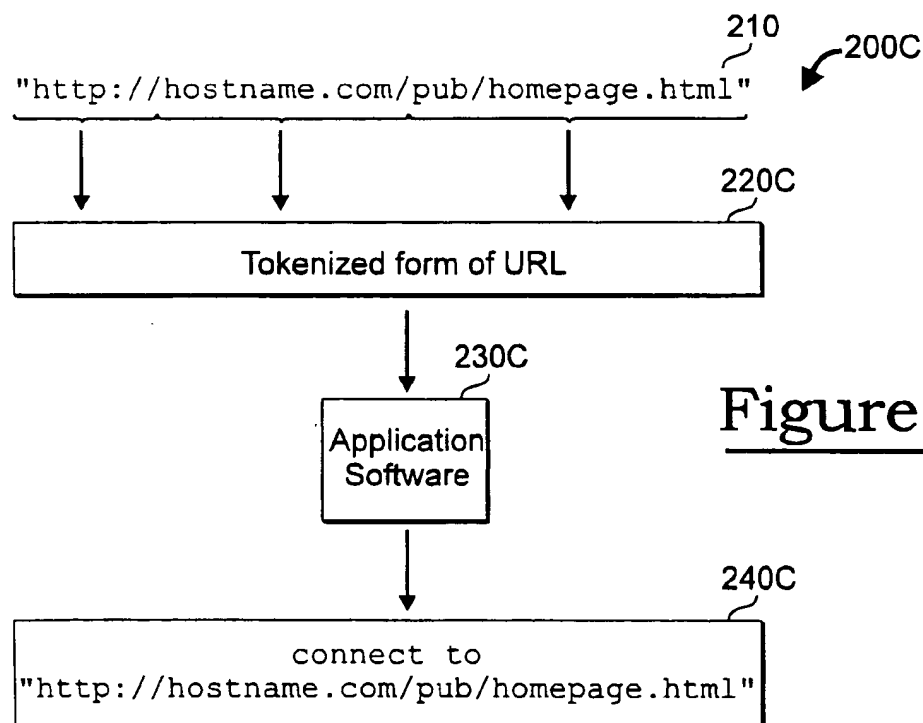 210
200C
"http://hostname.com/pub/homepage.html"
220C
Tokenized form of URL
230C
Application
Software
Figure
240C
connect to
"http://hostname.com/pub/homepage.html"